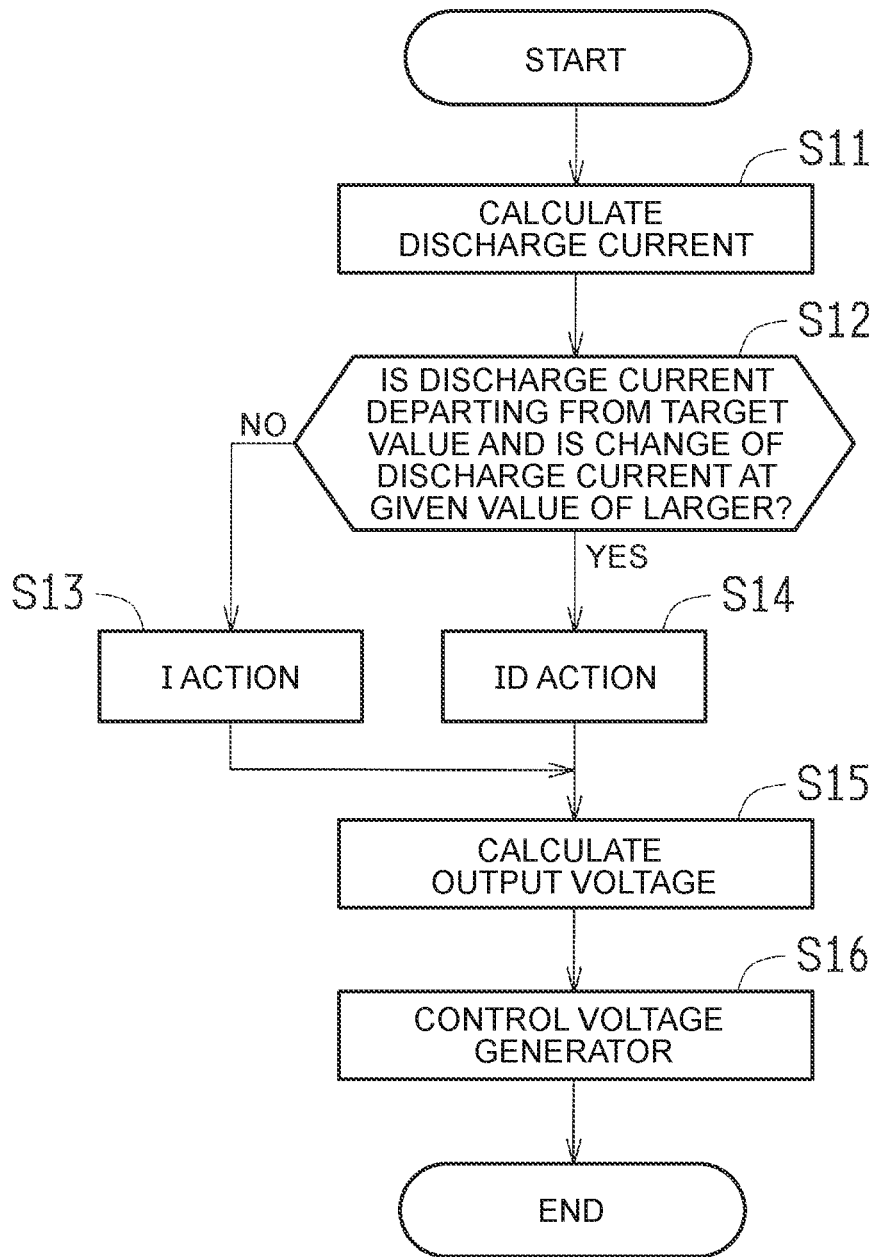 START
S11
CALCULATE
DISCHARGE CURRENT
S12
IS DISCHARGE CURRENT
DEPARTING FROM TARGET
VALUE AND IS CHANGE OF
DISCHARGE CURRENT AT
GIVEN VALUE OF LARGER?
NO
YES
S13
I ACTION
S14
ID ACTION
S15
CALCULATE
OUTPUT VOLTAGE
S16
CONTROL VOLTAGE
GENERATOR
END